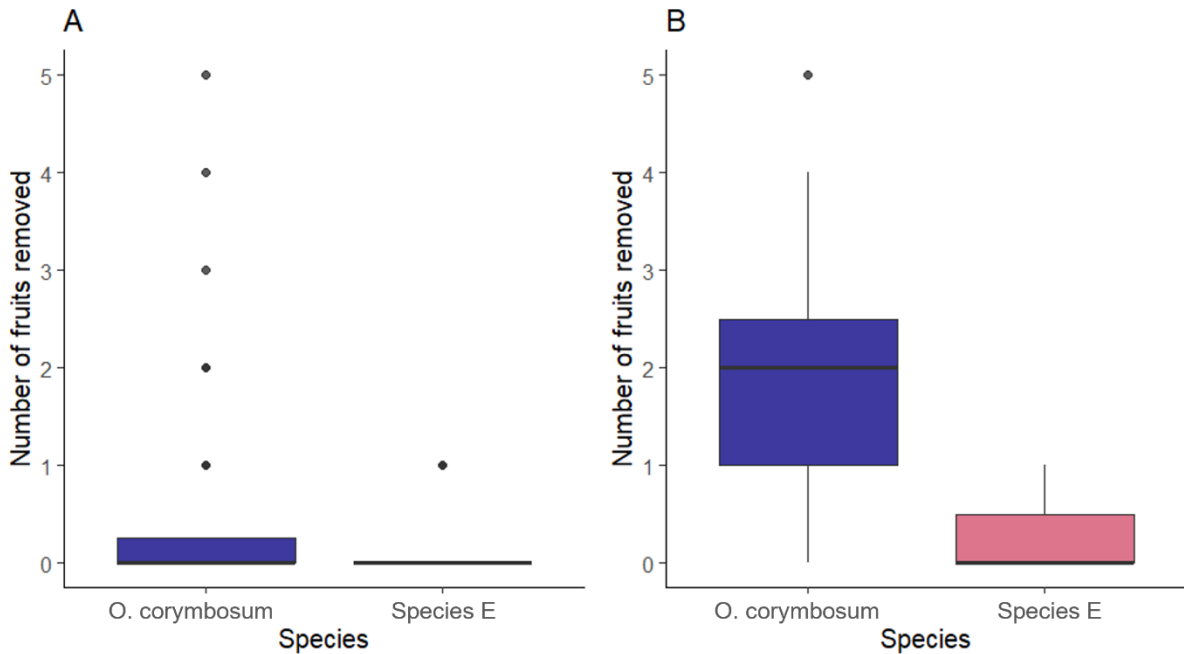 A
Number of fruits removed
5
4
3
2
1
0
O. corymbosum Species E
Species
B
Number of fruits removed
5
4
3
2
1
0
O. corymbosum Species E
Species